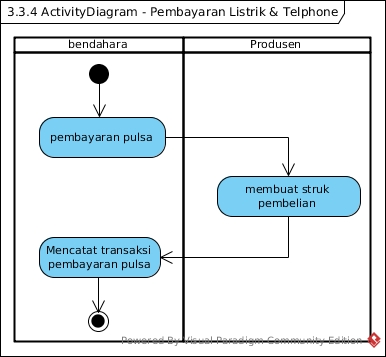 3.3.4 ActivityDiagram - Pembayaran Listrik & Telphone
bendahara
Produsen
pembayaran pulsa
membuat struk
pembelian
Mencatat transaksi
pembayaran pulsa
Powered By Visual Paradigm Community Edition